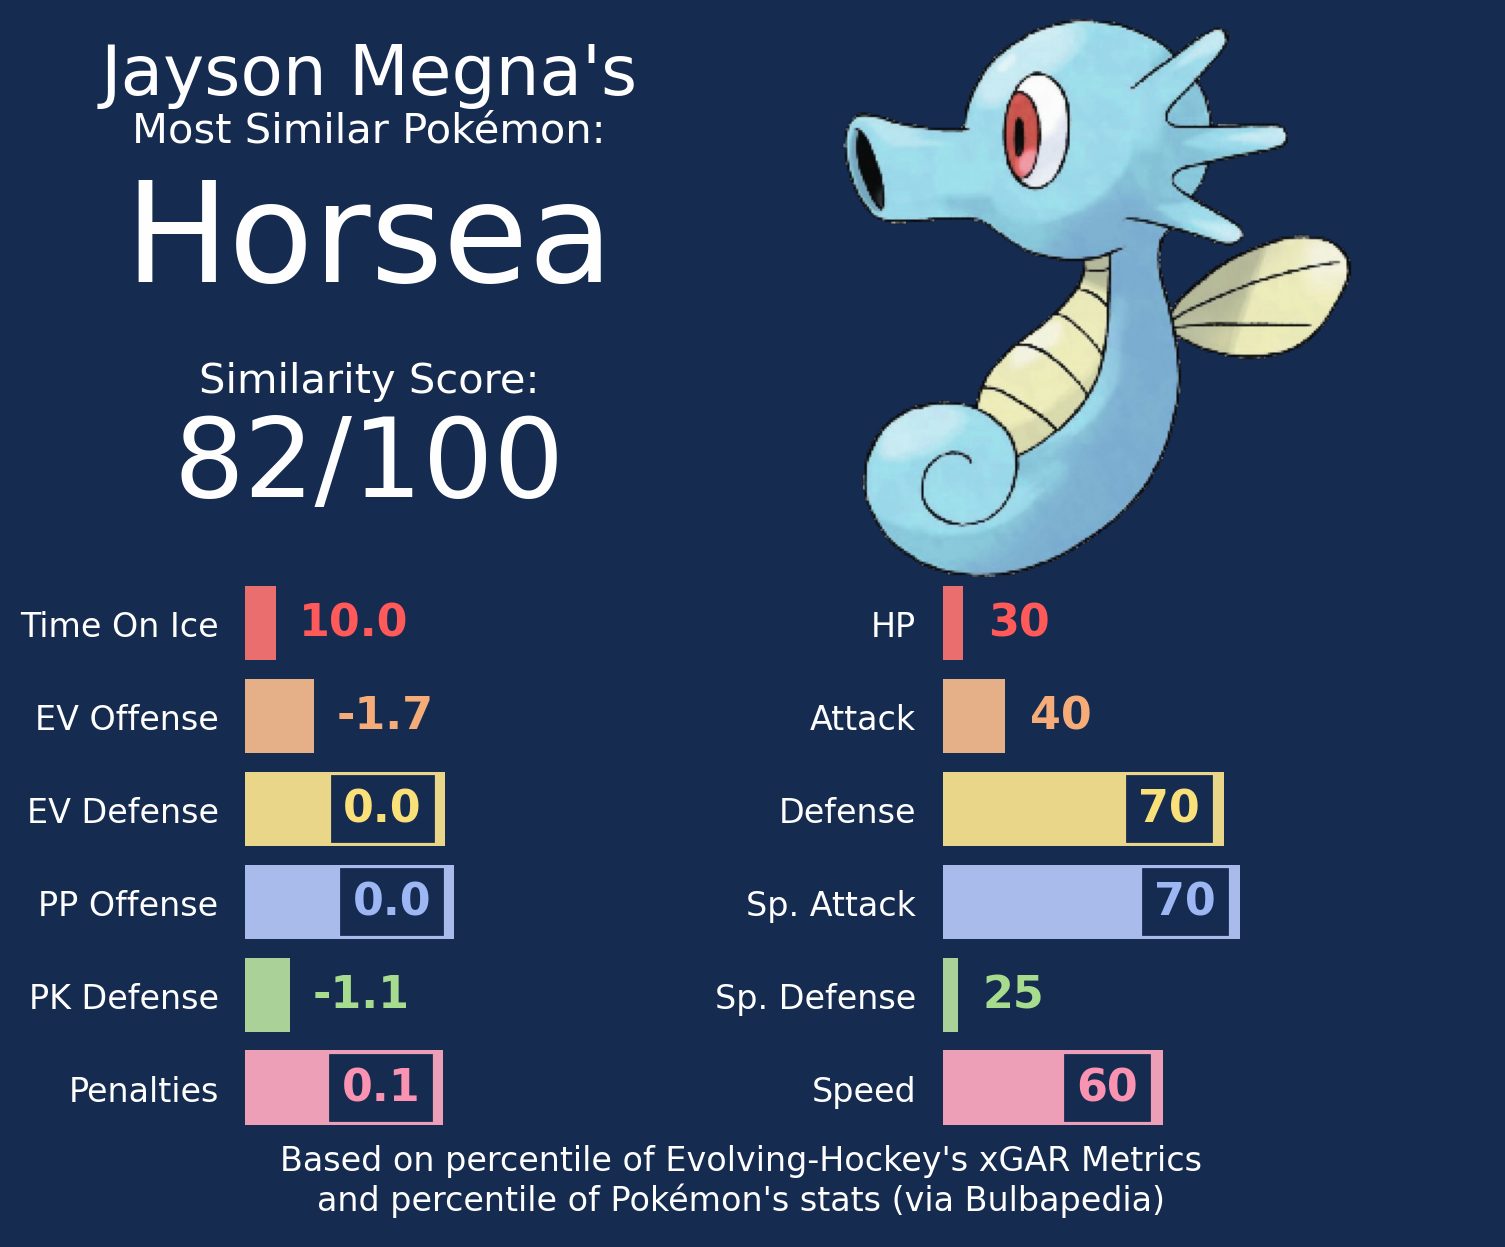 Jayson Megna's
Most Similar Pokémon:
Horsea
Similarity Score:
82/100
Time On Ice 10.0
EV Offense -1.7
EV Defense 0.0
PP Offense 0.0
PK Defense -1.1
Penalties 0.1
HP 30
Attack 40
Defense 70
Sp. Attack 70
Sp. Defense 25
Speed 60
Based on percentile of Evolving-Hockey's xGAR Metrics
and percentile of Pokémon's stats (via Bulbapedia)